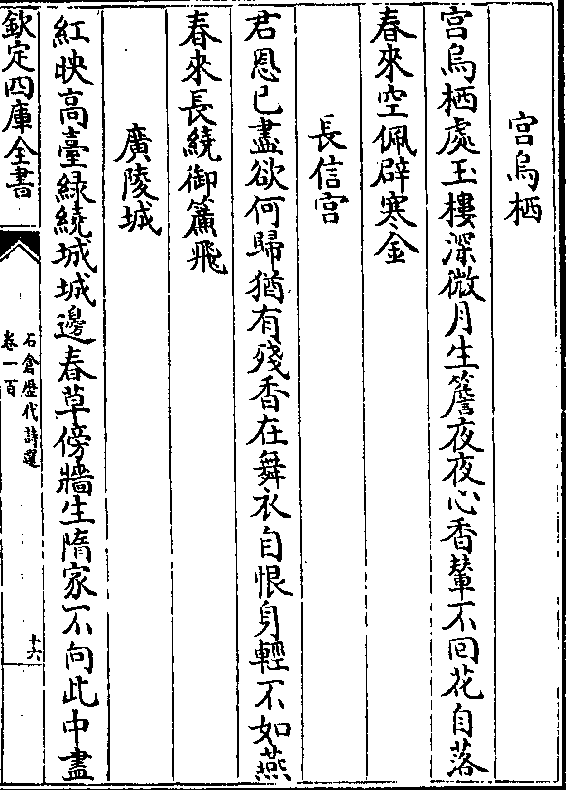 宫烏栖
宫烏栖處玉樓深微月生簷夜夜心香輦不回花自落
春來空佩辟寒金
長信宫
君恩已盡欲何歸猶有殘香在舞衣自恨身輕不如燕
春來長繞御簾飛
廣陵城
紅映高臺緑繞城城邊春草傍牆生隋家不向此中盡
欽定四庫全書
石倉歴代詩選
卷一百
十六